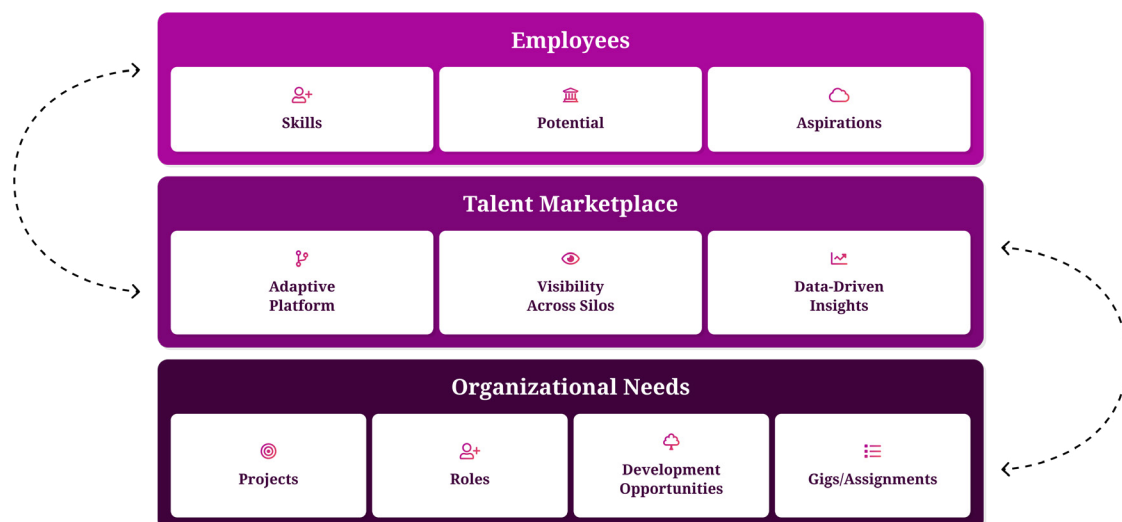 Employees
Skills
Potential
Aspirations
Talent Marketplace
Adaptive
Platform
Visibility
Across Silos
Data-Driven
Insights
Organizational Needs
Projects
Roles
Development
Opportunities
Gigs/Assignments